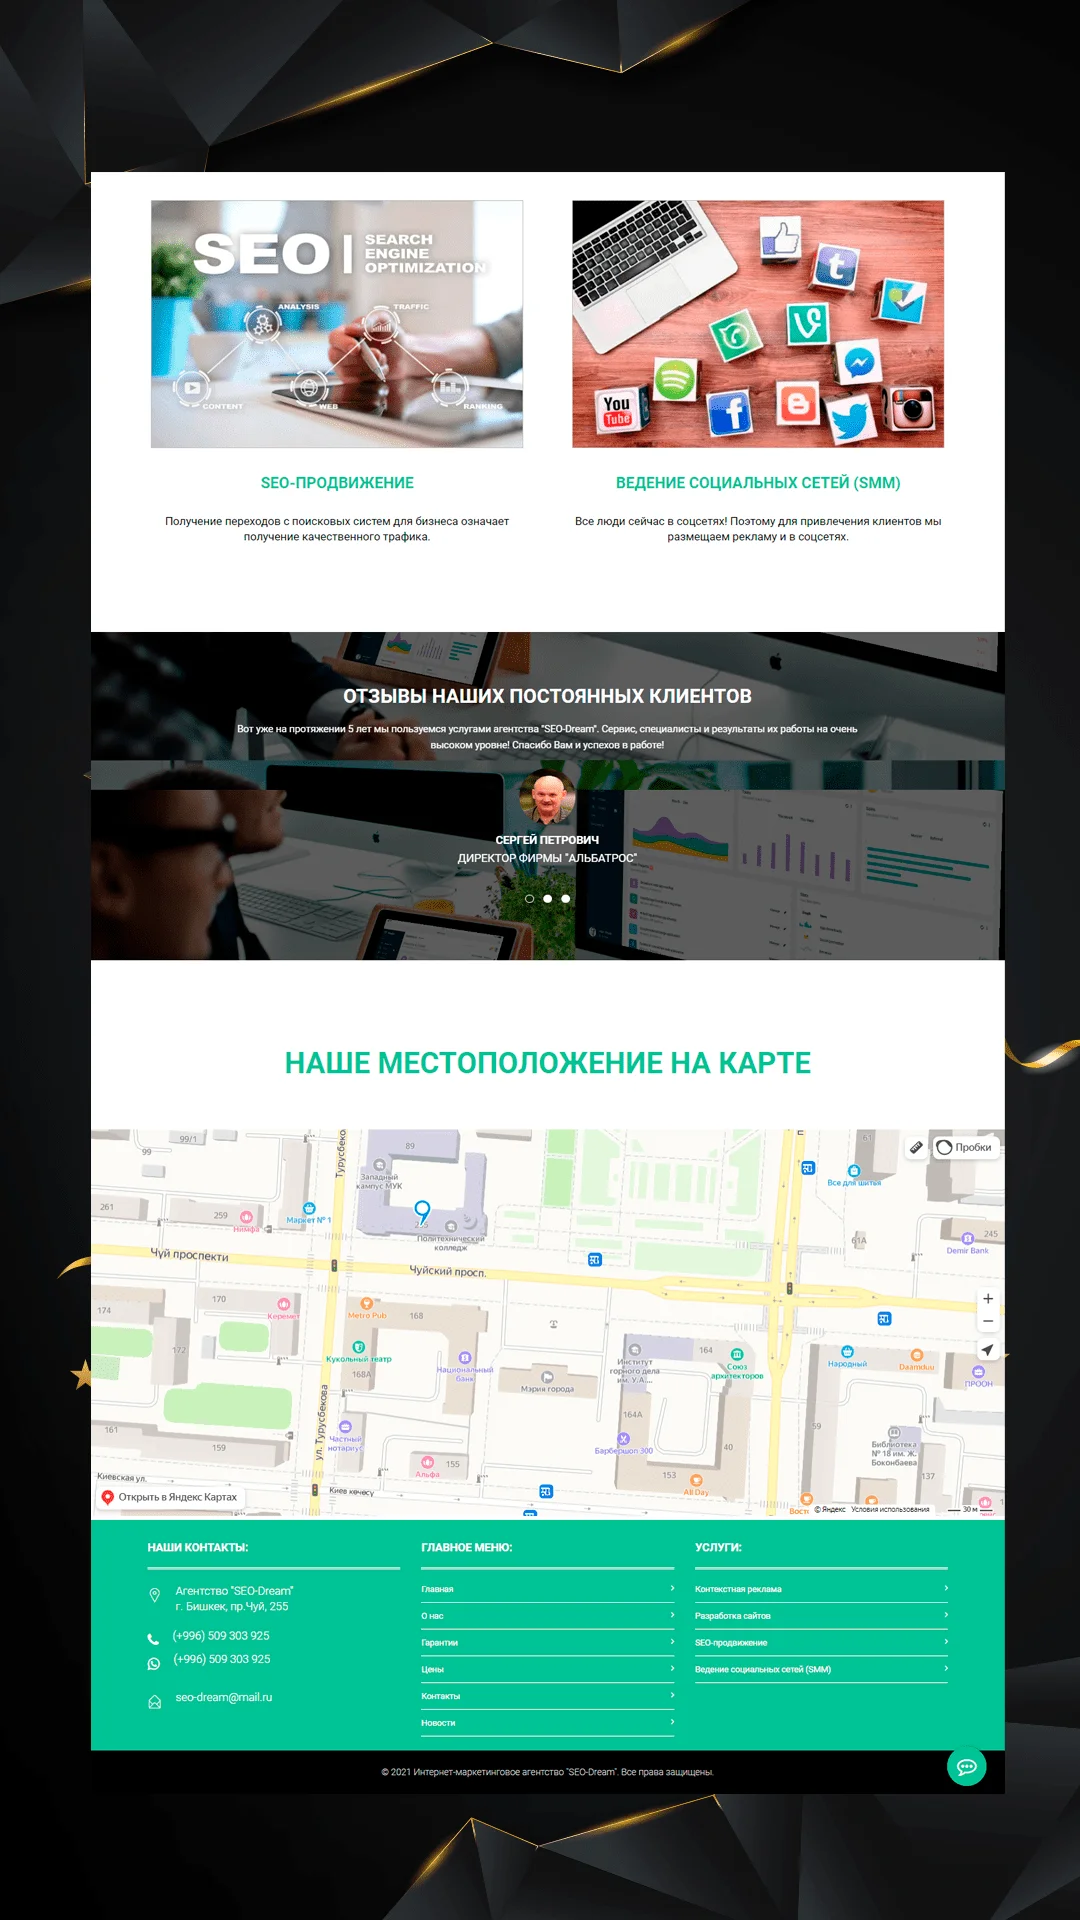 SEO | SEARCH
ENGINE
OPTIMIZATION
ANALYSIS
TRAFFIC
CONTENT
WEB
RANKING
You
Tube
SEO-ПРОДВИЖЕНИЕ
Получение переходов с поисковых систем для бизнеса означает
получение качественного трафика.
ВЕДЕНИЕ СОЦИАЛЬНЫХ СЕТЕЙ (SMM)
Все люди сейчас в соцсетях! Поэтому для привлечения клиентов мы
размещаем рекламу и в соцсетях.
ОТЗЫВЫ НАШИХ ПОСТОЯННЫХ КЛИЕНТОВ
Вот уже на протяжении 5 лет мы пользуемся услугами агентства "SEO-Dream". Сервис, специалисты и результаты их работы на очень
высоком уровне! Спасибо Вам и успехов в работе!
СЕРГЕЙ ПЕТРОВИЧ
ДИРЕКТОР ФИРМЫ "АЛЬБАТРОС"
НАШЕ МЕСТОПОЛОЖЕНИЕ НА КАРТЕ
99/1
99
Турусбеко
89
61
Пробки
Западный
кампус МУК
Все для шитья
261
259
Нимфа
Маркет № 1
255
Политехнический
колледж
61А
245
Demir Bank
Чуй проспекти
Чуйский просп.
174
170
Керемет
Metro Pub
168
172
Кукольный театр
168А
Национальный
банк
Мэрия города
Институт
горного дела
им. У.А...
164
Союз
архитекторов
Народный
Daamduu
ПРООН
161
159
ул. Турусбекова
Частный
нотариус
Альфа
155
164А
Барбершоп 300
40
153
All Day
59
Библиотека
№ 18 им. Ж.
Боконбаева
137
Киевская ул.
Киев көчөсү
Открыть в Яндекс Картах
Вост
© Яндекс Условия использования
30 м
НАШИ КОНТАКТЫ:
Агентство "SEO-Dream"
г. Бишкек, пр.Чуй, 255
(+996) 509 303 925
(+996) 509 303 925
seo-dream@mail.ru
ГЛАВНОЕ МЕНЮ:
Главная
О нас
Гарантии
Цены
Контакты
Новости
УСЛУГИ:
Контекстная реклама
Разработка сайтов
SEO-продвижение
Ведение социальных сетей (SMM)
© 2021 Интернет-маркетинговое агентство "SEO-Dream". Все права защищены.